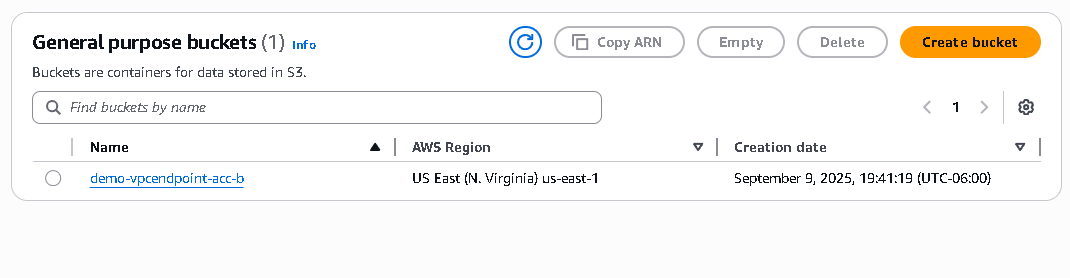 General purpose buckets (1) Info
Copy ARN
Empty
Delete
Create bucket
Buckets are containers for data stored in S3.
Find buckets by name
1
Name
AWS Region
Creation date
demo-vpcendpoint-acc-b
US East (N. Virginia) us-east-1
September 9, 2025, 19:41:19 (UTC-06:00)